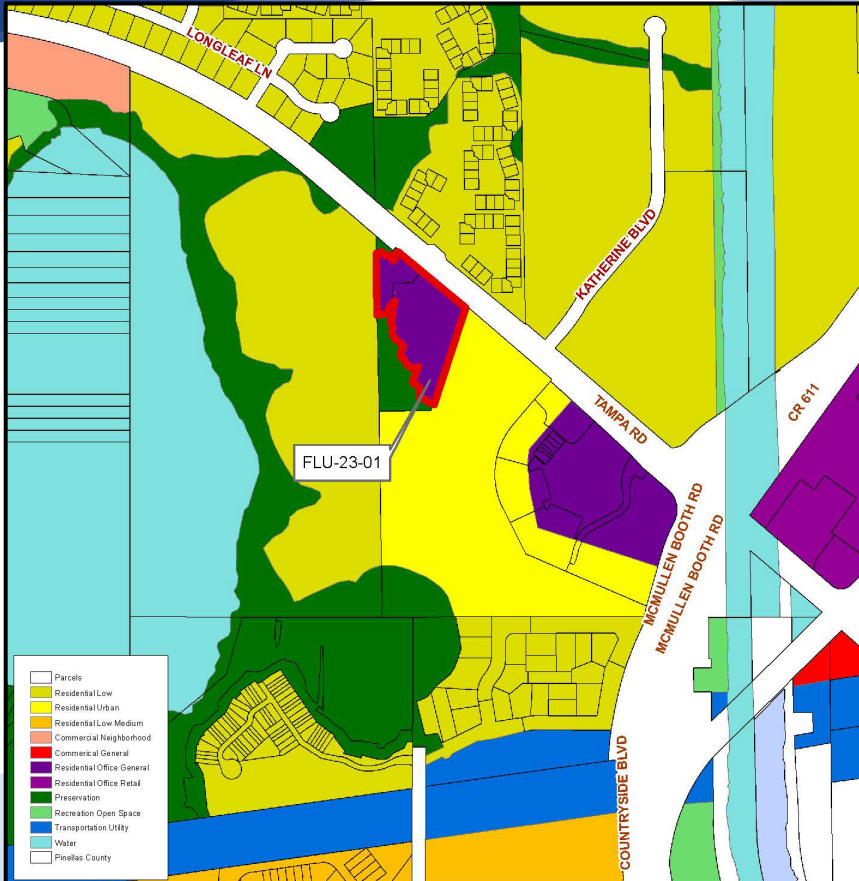 LONGLEAF LN
KATHERINE BLVD
TAMPA RD
CR 611
FLU-23-01
MCMULLEN BOOTH RD
MCMULLEN BOOTH RD
COUNTRYSIDE BLVD
Parcels
Residential Low
Residential Urban
Residential Low Medium
Commercial Neighborhood
Commerical General
Residential Office General
Residential Office Retail
Preservation
Recreation Open Space
Transportation Utility
Water
Pinellas County